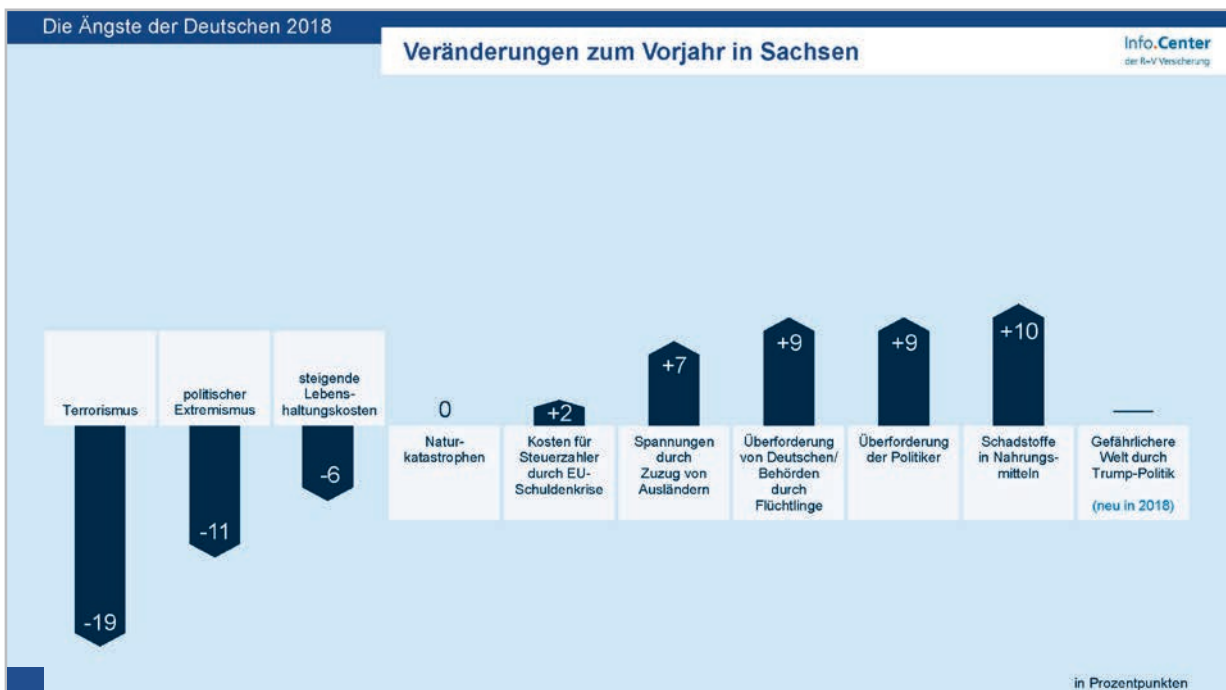 Die Ängste der Deutschen 2018
Veränderungen zum Vorjahr in Sachsen
Info.Center
der R+V Versicherung
Terrorismus
-19
politischer
Extremismus
-11
steigende
Lebens-
haltungskosten
-6
0
Natur-
katastrophen
+2
Kosten für
Steuerzahler
durch EU-
Schuldenkrise
+7
Spannungen
durch
Zuzug von
Ausländern
+9
Überforderung
von Deutschen/
Behörden
durch
Flüchtlinge
+9
Überforderung
der Politiker
+10
Schadstoffe
in Nahrungs-
mitteln
Gefährlichere
Welt durch
Trump-Politik
(neu in 2018)
in Prozentpunkten